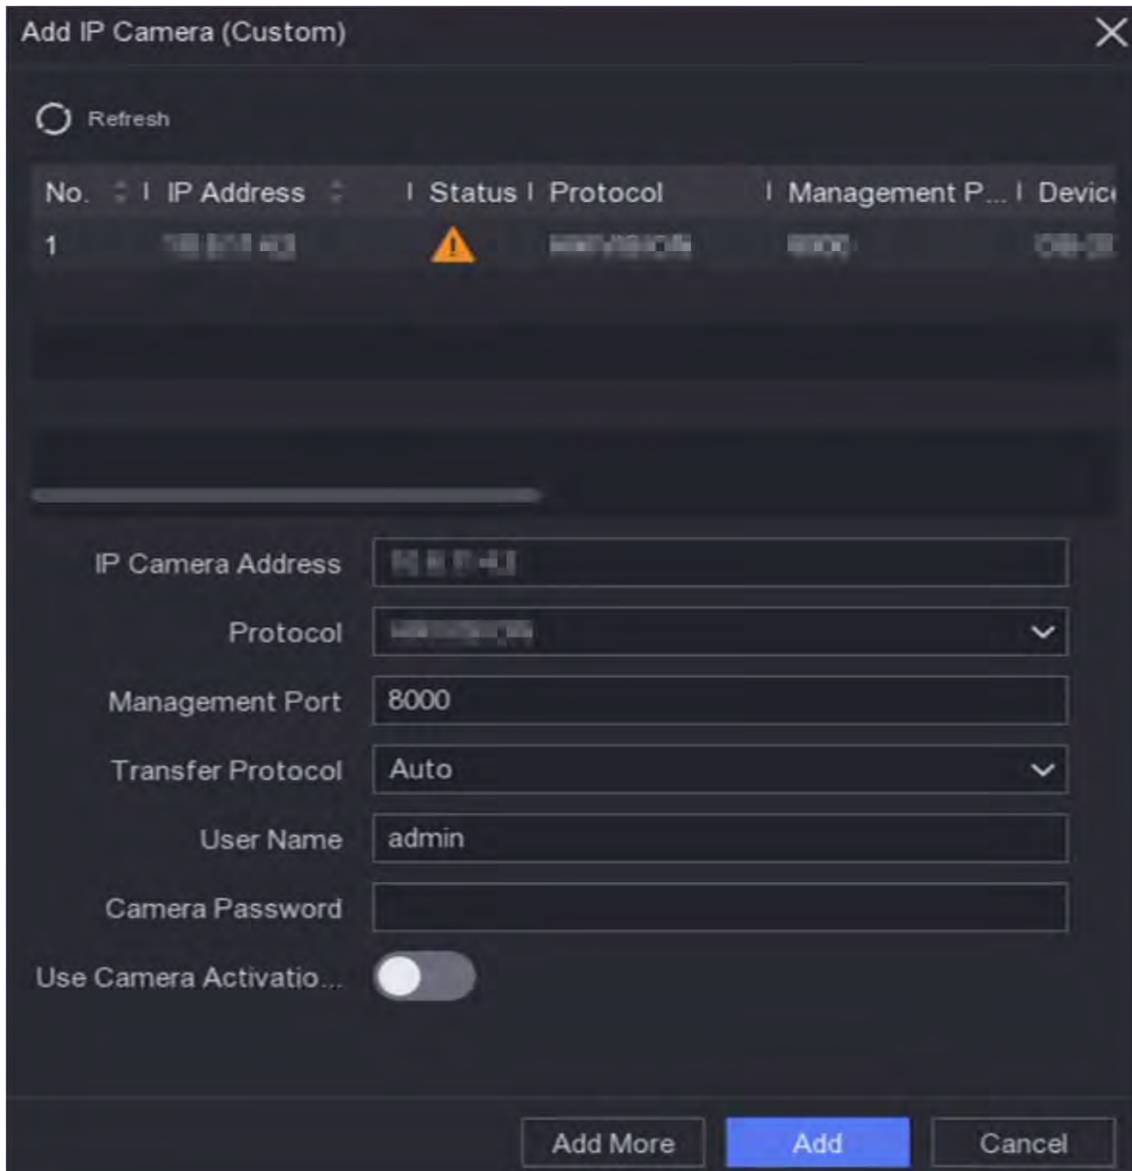 Add IP Camera (Custom)
Refresh
No. IP Address Status Protocol Management P... Device
1
IP Camera Address
Protocol
Management Port 8000
Transfer Protocol Auto
User Name admin
Camera Password
Use Camera Activatio...
Add More Add Cancel